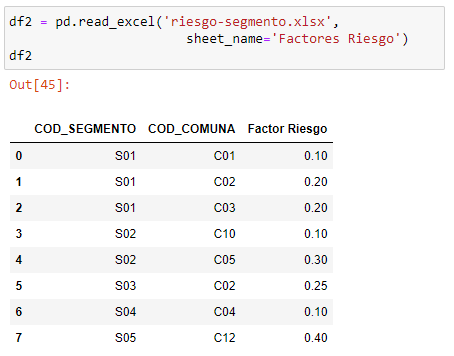 df2 = pd.read_excel('riesgo-segmento.xlsx',
sheet_name='Factores Riesgo')
df2
Out[45]:
COD_SEGMENTO COD_COMUNA Factor Riesgo
0 S01 C01 0.10
1 S01 C02 0.20
2 S01 C03 0.20
3 S02 C10 0.10
4 S02 C05 0.30
5 S03 C02 0.25
6 S04 C04 0.10
7 S05 C12 0.40